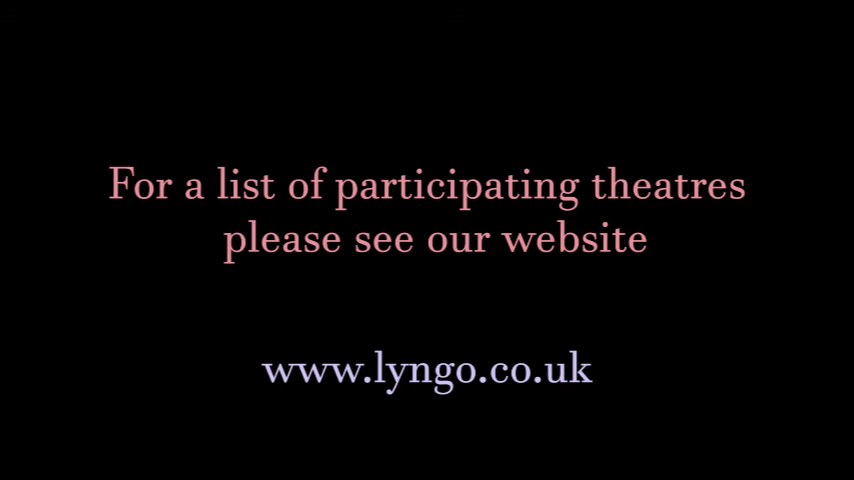 For a list of participating theatres
please see our website
www.lyngo.co.uk